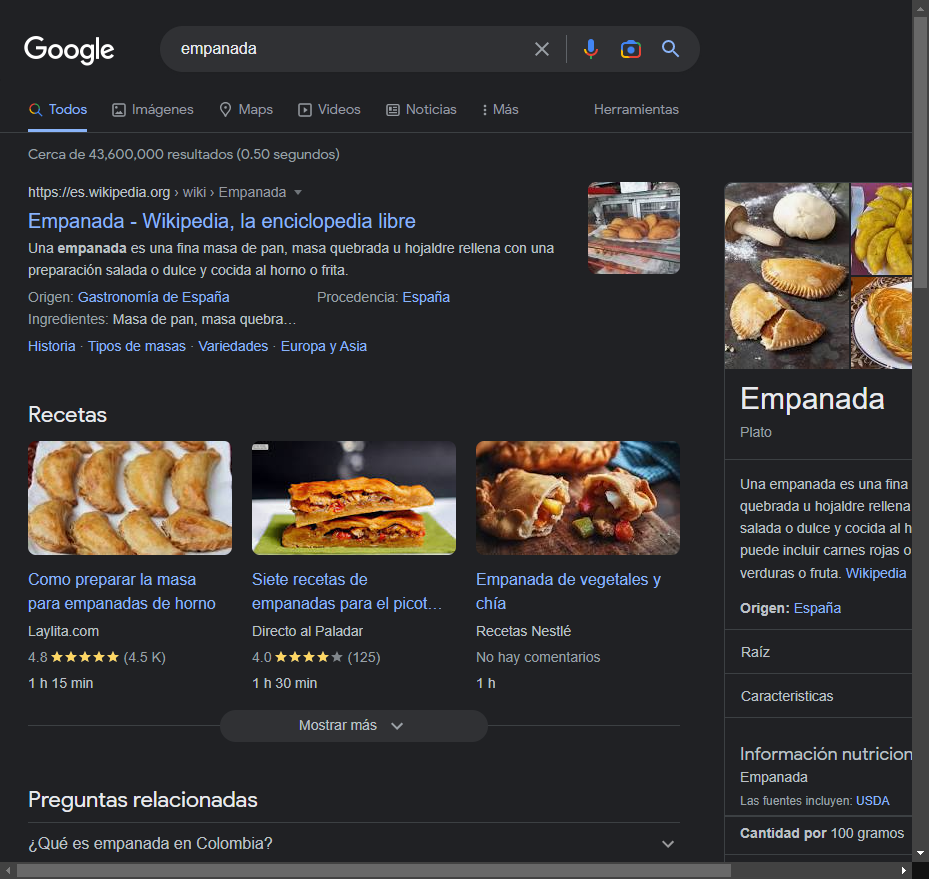 Google
empanada
Todos
Imágenes
Maps
Videos
Noticias
Más
Herramientas
Cerca de 43,600,000 resultados (0.50 segundos)
https://es.wikipedia.org › wiki › Empanada
Empanada - Wikipedia, la enciclopedia libre
Una empanada es una fina masa de pan, masa quebrada u hojaldre rellena con una
preparación salada o dulce y cocida al horno o frita.
Origen: Gastronomía de España
Procedencia: España
Ingredientes: Masa de pan, masa quebra…
Historia · Tipos de masas · Variedades · Europa y Asia
Recetas
Como preparar la masa
para empanadas de horno
Laylita.com
4.8 ★★★★★ (4.5 K)
1 h 15 min
Siete recetas de
empanadas para el picot…
Directo al Paladar
4.0 ★★★★★ (125)
1 h 30 min
Empanada de vegetales y
chía
Recetas Nestlé
No hay comentarios
1 h
Mostrar más
Preguntas relacionadas
¿Qué es empanada en Colombia?
Empanada
Plato
Una empanada es una fina
quebrada u hojaldre rellena
salada o dulce y cocida al h
puede incluir carnes rojas o
verduras o fruta. Wikipedia
Origen: España
Raíz
Caracteristicas
Información nutricion
Empanada
Las fuentes incluyen: USDA
Cantidad por 100 gramos